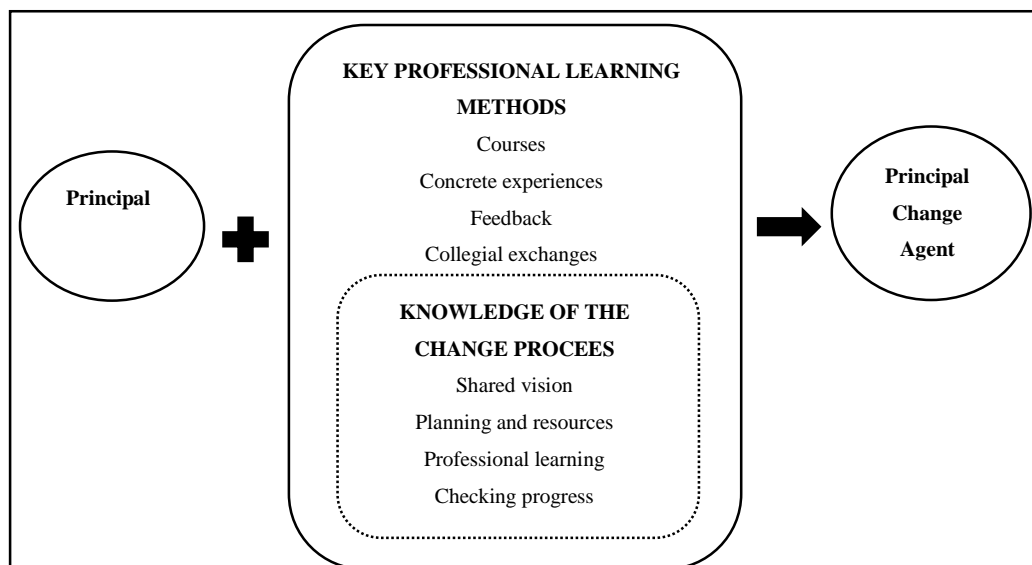 Principal
KEY PROFESSIONAL LEARNING
METHODS
Courses
Concrete experiences
Feedback
Collegial exchanges
KNOWLEDGE OF THE
CHANGE PROCEES
Shared vision
Planning and resources
Professional learning
Checking progress
Principal
Change
Agent